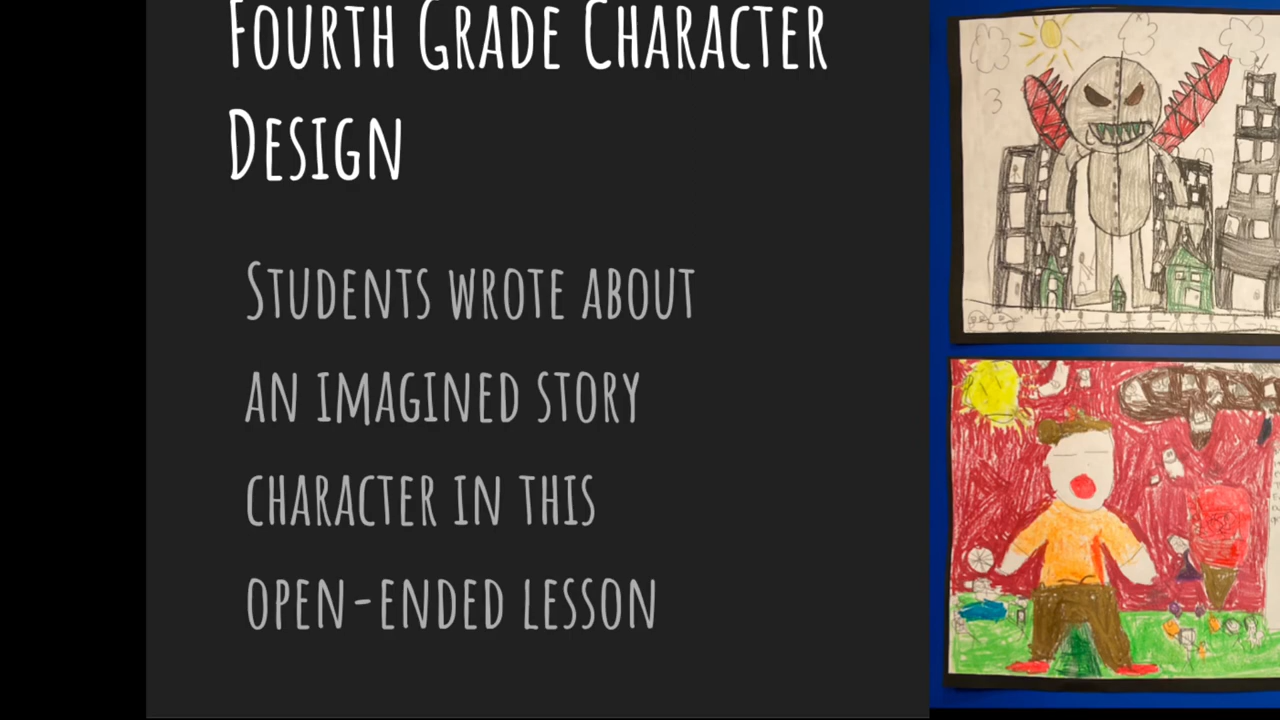 Fourth Grade Character
Design
Students wrote about
an imagined story
character in this
open-ended lesson